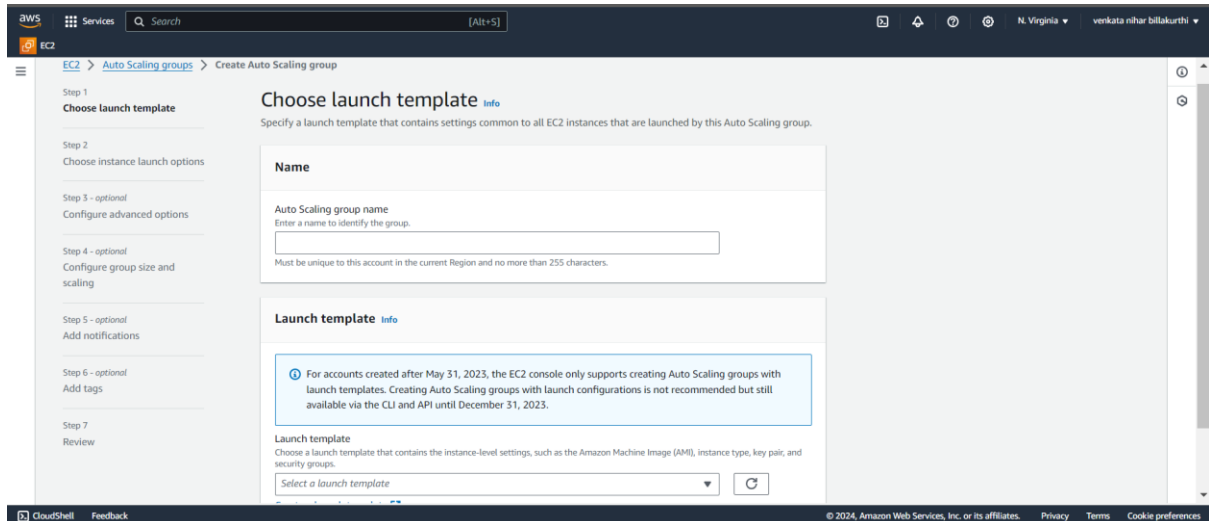 aws
Services
Search
[Alt+S]
N. Virginia
venkata nihar billakurthi
EC2
EC2 > Auto Scaling groups > Create Auto Scaling group
Step 1
Choose launch template
Step 2
Choose instance launch options
Step 3 - optional
Configure advanced options
Step 4 - optional
Configure group size and
scaling
Step 5 - optional
Add notifications
Step 6 - optional
Add tags
Step 7
Review
Choose launch template Info
Specify a launch template that contains settings common to all EC2 instances that are launched by this Auto Scaling group.
Name
Auto Scaling group name
Enter a name to identify the group.
Must be unique to this account in the current Region and no more than 255 characters.
Launch template Info
For accounts created after May 31, 2023, the EC2 console only supports creating Auto Scaling groups with
launch templates. Creating Auto Scaling groups with launch configurations is not recommended but still
available via the CLI and API until December 31, 2023.
Launch template
Choose a launch template that contains the instance-level settings, such as the Amazon Machine Image (AMI), instance type, key pair, and
security groups.
Select a launch template
CloudShell
Feedback
© 2024, Amazon Web Services, Inc. or its affiliates.
Privacy
Terms
Cookie preferences